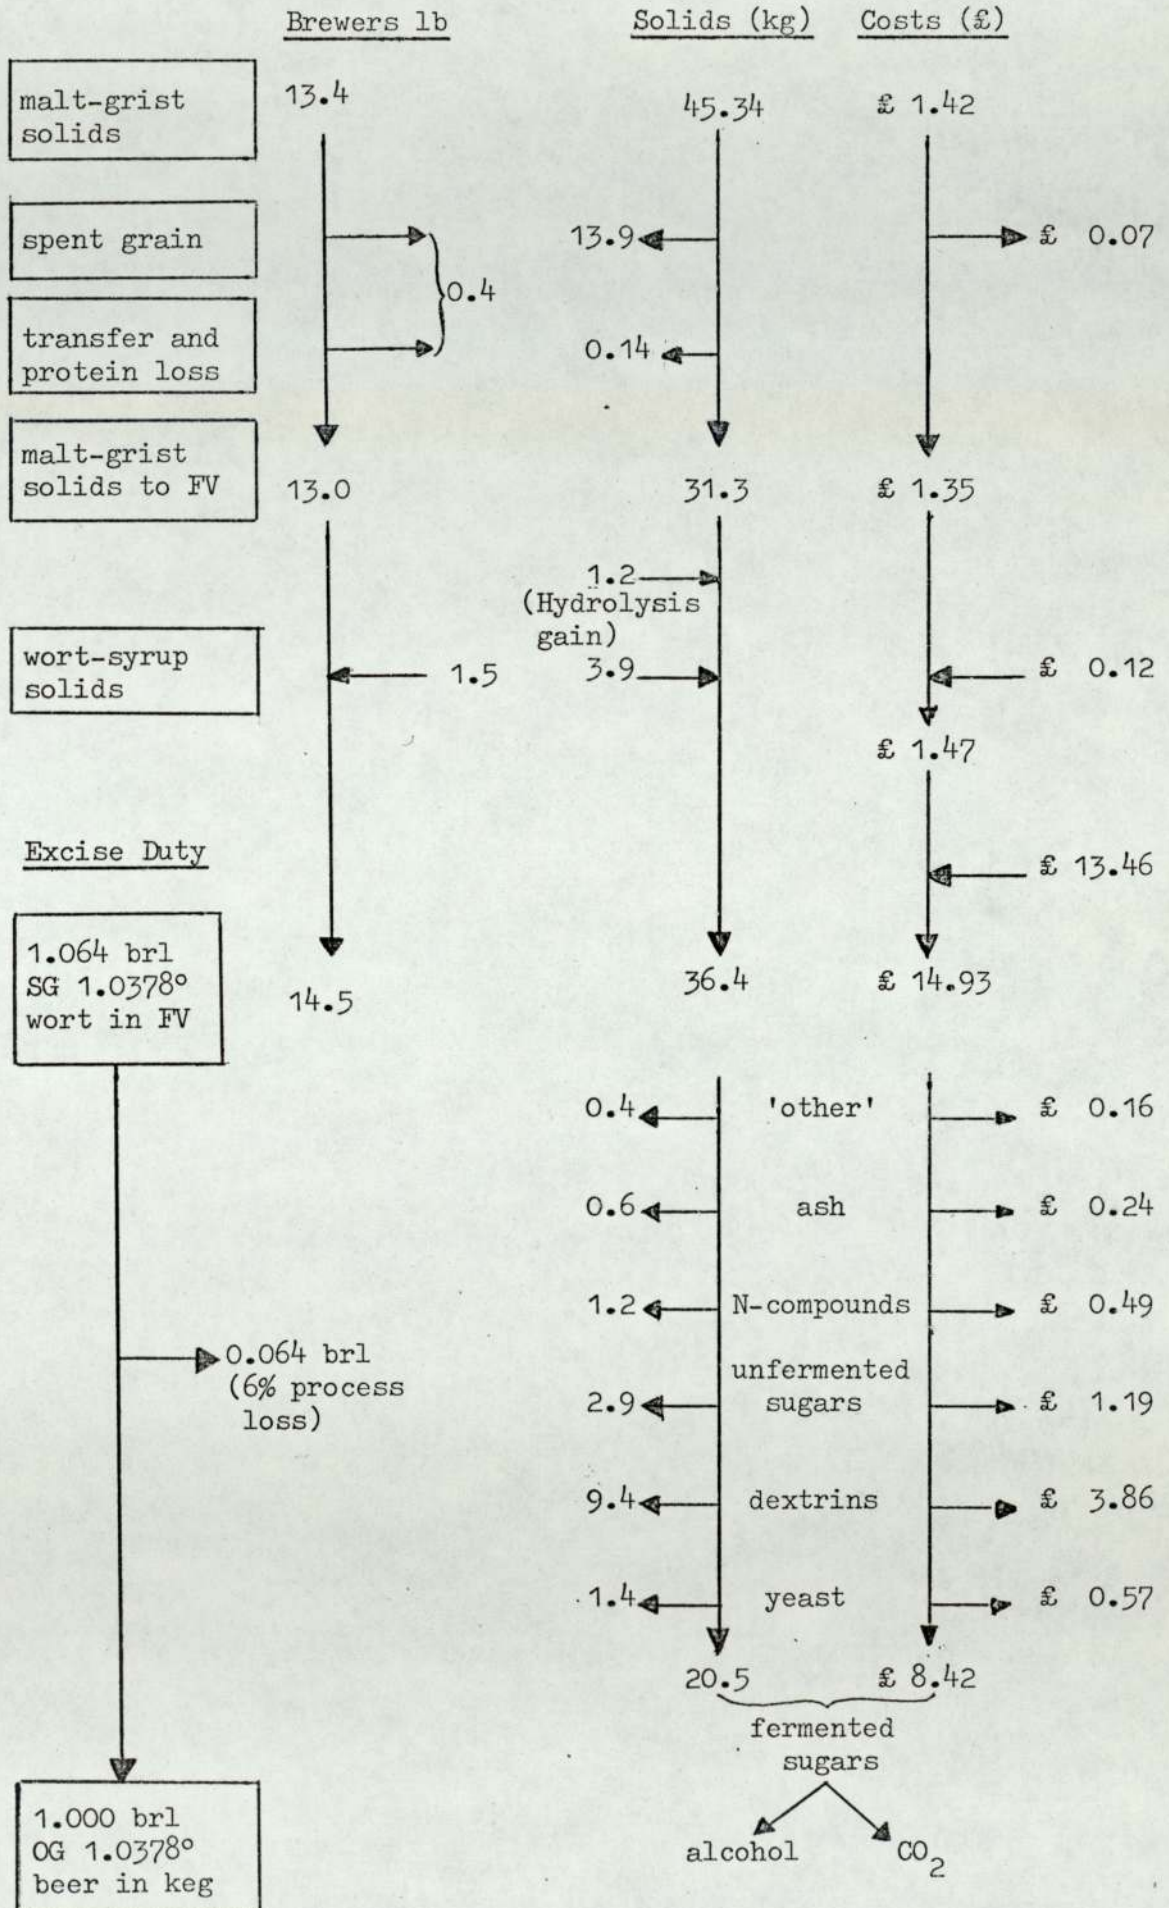 Brewers lb Solids (kg) Costs (£)
malt-grist
solids
13.4 45.34 £ 1.42
spent grain
13.9 £ 0.07
0.4
transfer and
protein loss
0.14
malt-grist
solids to FV
13.0 31.3 £ 1.35
1.2
(Hydrolysis
gain)
wort-syrup
solids
1.5 3.9 £ 0.12
£ 1.47
Excise Duty
£ 13.46
1.064 brl
SG 1.0378°
wort in FV
14.5 36.4 £ 14.93
0.4 'other' £ 0.16
0.6 ash £ 0.24
1.2 N-compounds £ 0.49
0.064 brl
(6% process
loss)
unfermented
2.9 sugars £ 1.19
9.4 dextrins £ 3.86
1.4 yeast £ 0.57
20.5 £ 8.42
fermented
sugars
alcohol CO₂
1.000 brl
OG 1.0378°
beer in keg